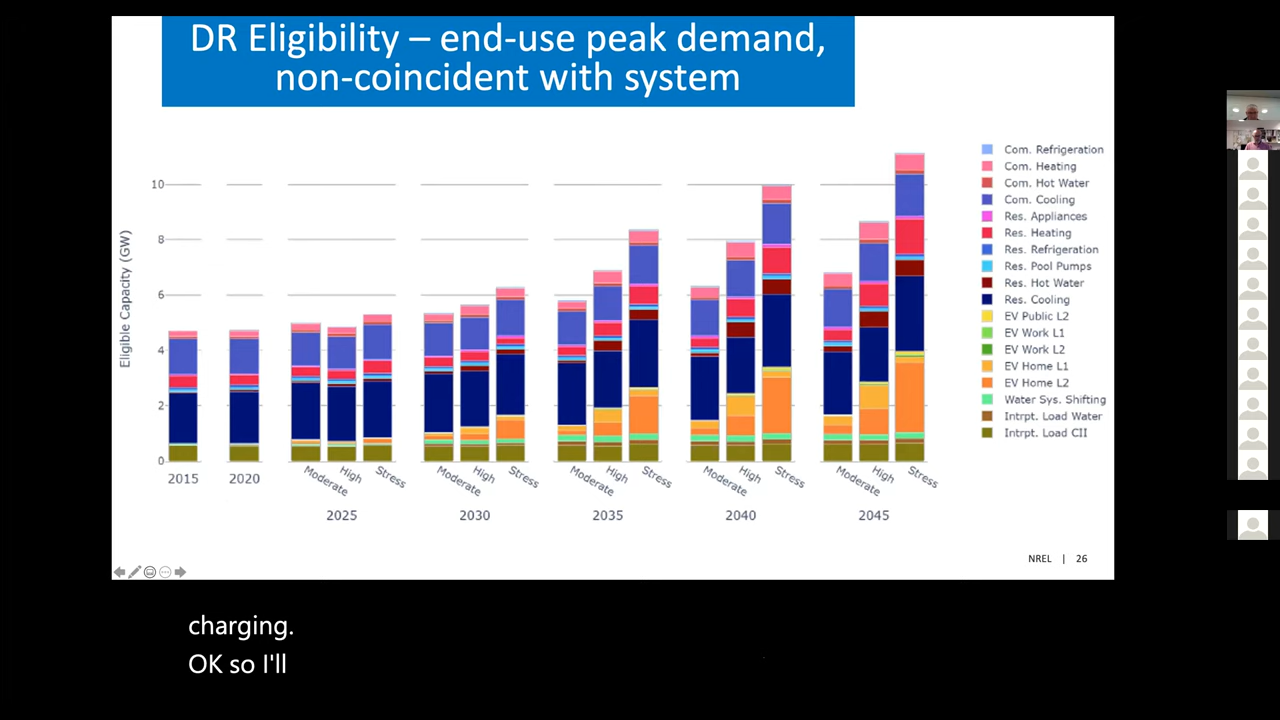 DR Eligibility – end-use peak demand,
non-coincident with system
Eligible Capacity (GW)
10
8
6
4
2
0
2015
2020
Moderate
High
Stress
2025
Moderate
High
Stress
2030
Moderate
High
Stress
2035
Moderate
High
Stress
2040
Moderate
High
Stress
2045
Com. Refrigeration
Com. Heating
Com. Hot Water
Com. Cooling
Res. Appliances
Res. Heating
Res. Refrigeration
Res. Pool Pumps
Res. Hot Water
Res. Cooling
EV Public L2
EV Work L1
EV Work L2
EV Home L1
EV Home L2
Water Sys. Shifting
Intrpt. Load Water
Intrpt. Load CII
NREL | 26
charging.
OK so I'll